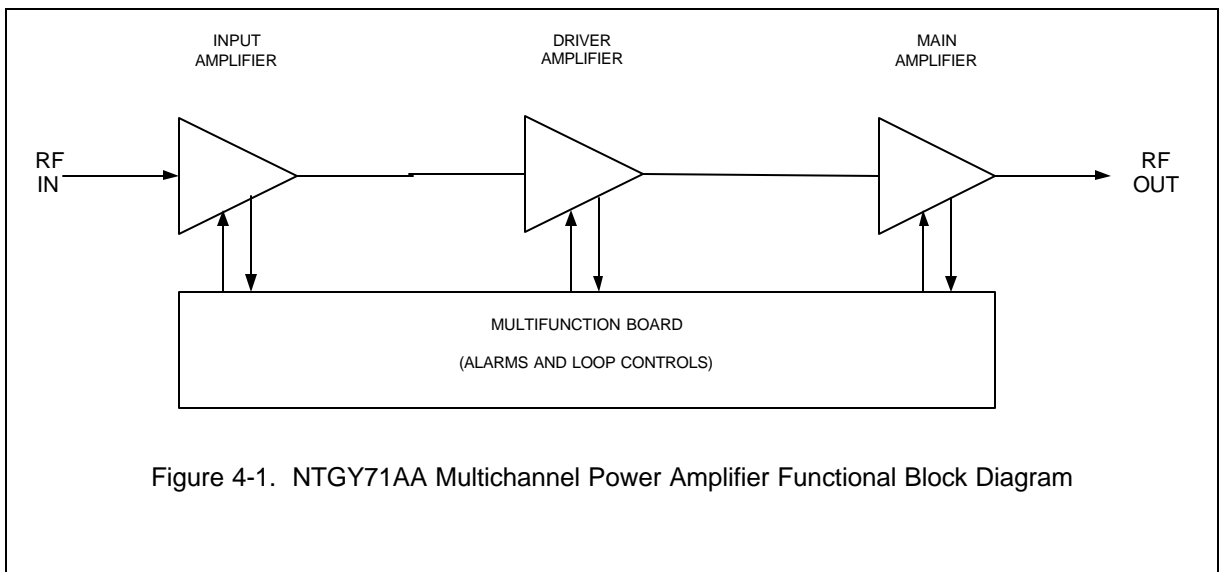 INPUT
AMPLIFIER
DRIVER
AMPLIFIER
MAIN
AMPLIFIER
RF
IN
RF
OUT
MULTIFUNCTION BOARD
(ALARMS AND LOOP CONTROLS)
Figure 4-1. NTGY71AA Multichannel Power Amplifier Functional Block Diagram